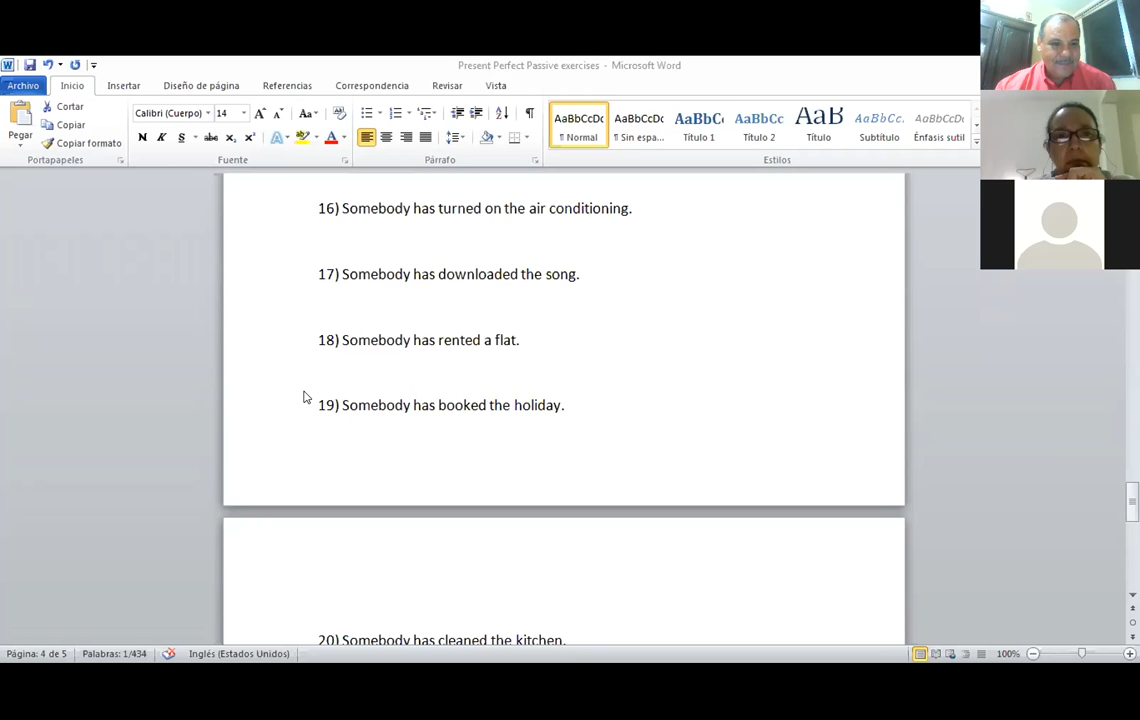 Present Perfect Passive exercises - Microsoft Word
Archivo Inicio Insertar Diseño de página Referencias Correspondencia Revisar Vista
Pegar
Cortar
Copiar
Copiar formato
Portapapeles
Calibri (Cuerpo) 14
N K S abc x₂ x²
Fuente
Párrafo
AaBbCcDc AaBbCcDc AaBbC AaBbCc AaB AaBbCc. AaBbCcDc
¶ Normal ¶ Sin espa... Título 1 Título 2 Título Subtítulo Énfasis sutil
Estilos
16) Somebody has turned on the air conditioning.
17) Somebody has downloaded the song.
18) Somebody has rented a flat.
19) Somebody has booked the holiday.
20) Somebody has cleaned the kitchen.
Página: 4 de 5 Palabras: 1/434 Inglés (Estados Unidos) 100%